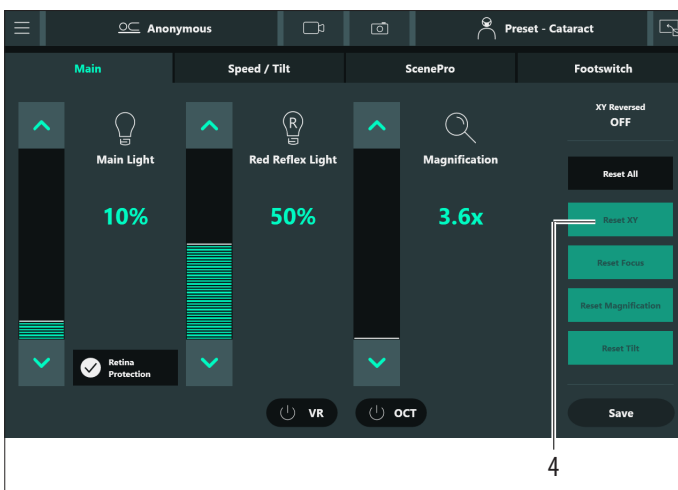 Anonymous
Preset - Cataract
Main
Speed / Tilt
ScenePro
Footswitch
Main Light
10%
Retina
Protection
R
Red Reflex Light
50%
Magnification
3.6x
XY Reversed
OFF
Reset All
Reset XY
Reset Focus
Reset Magnification
Reset Tilt
VR
OCT
Save
4